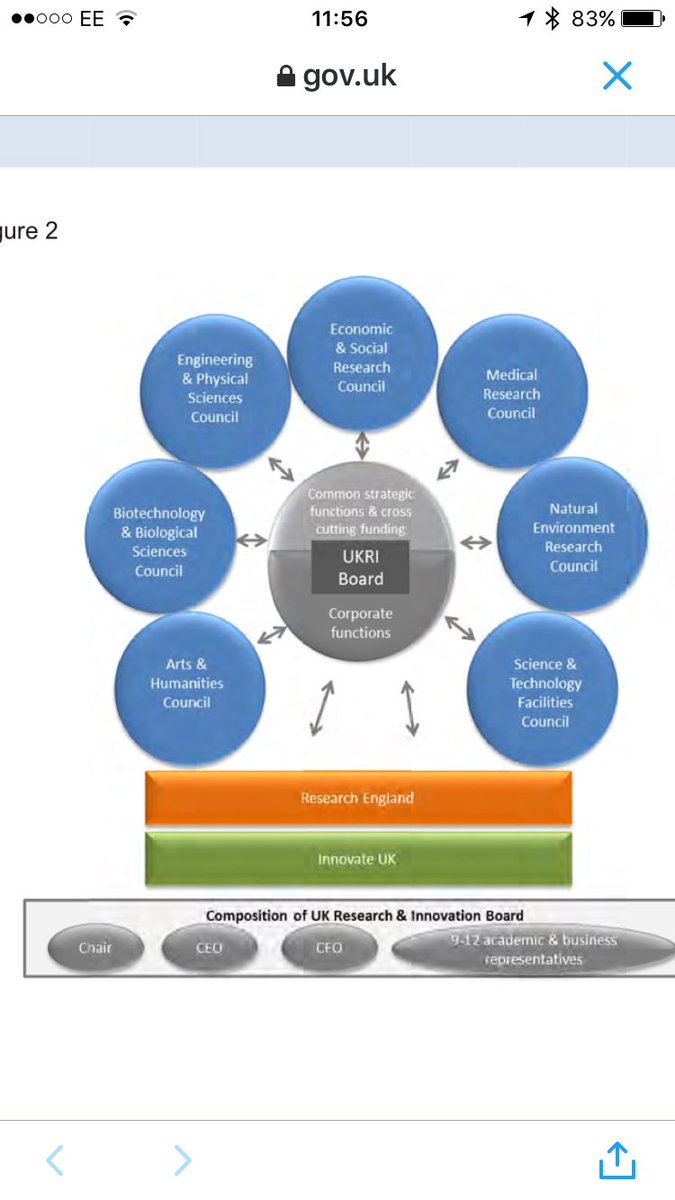 EE
11:56
83%
gov.uk
gure 2
Economic
& Social
Research
Council
Engineering
& Physical
Sciences
Council
Medical
Research
Council
Biotechnology
& Biological
Sciences
Council
Common strategic
functions & cross
cutting funding
UKRI
Board
Corporate
functions
Natural
Environment
Research
Council
Arts &
Humanities
Council
Science &
Technology
Facilities
Council
Research England
Innovate UK
Composition of UK Research & Innovation Board
Chair
CEO
CFO
9-12 academic & business
representatives